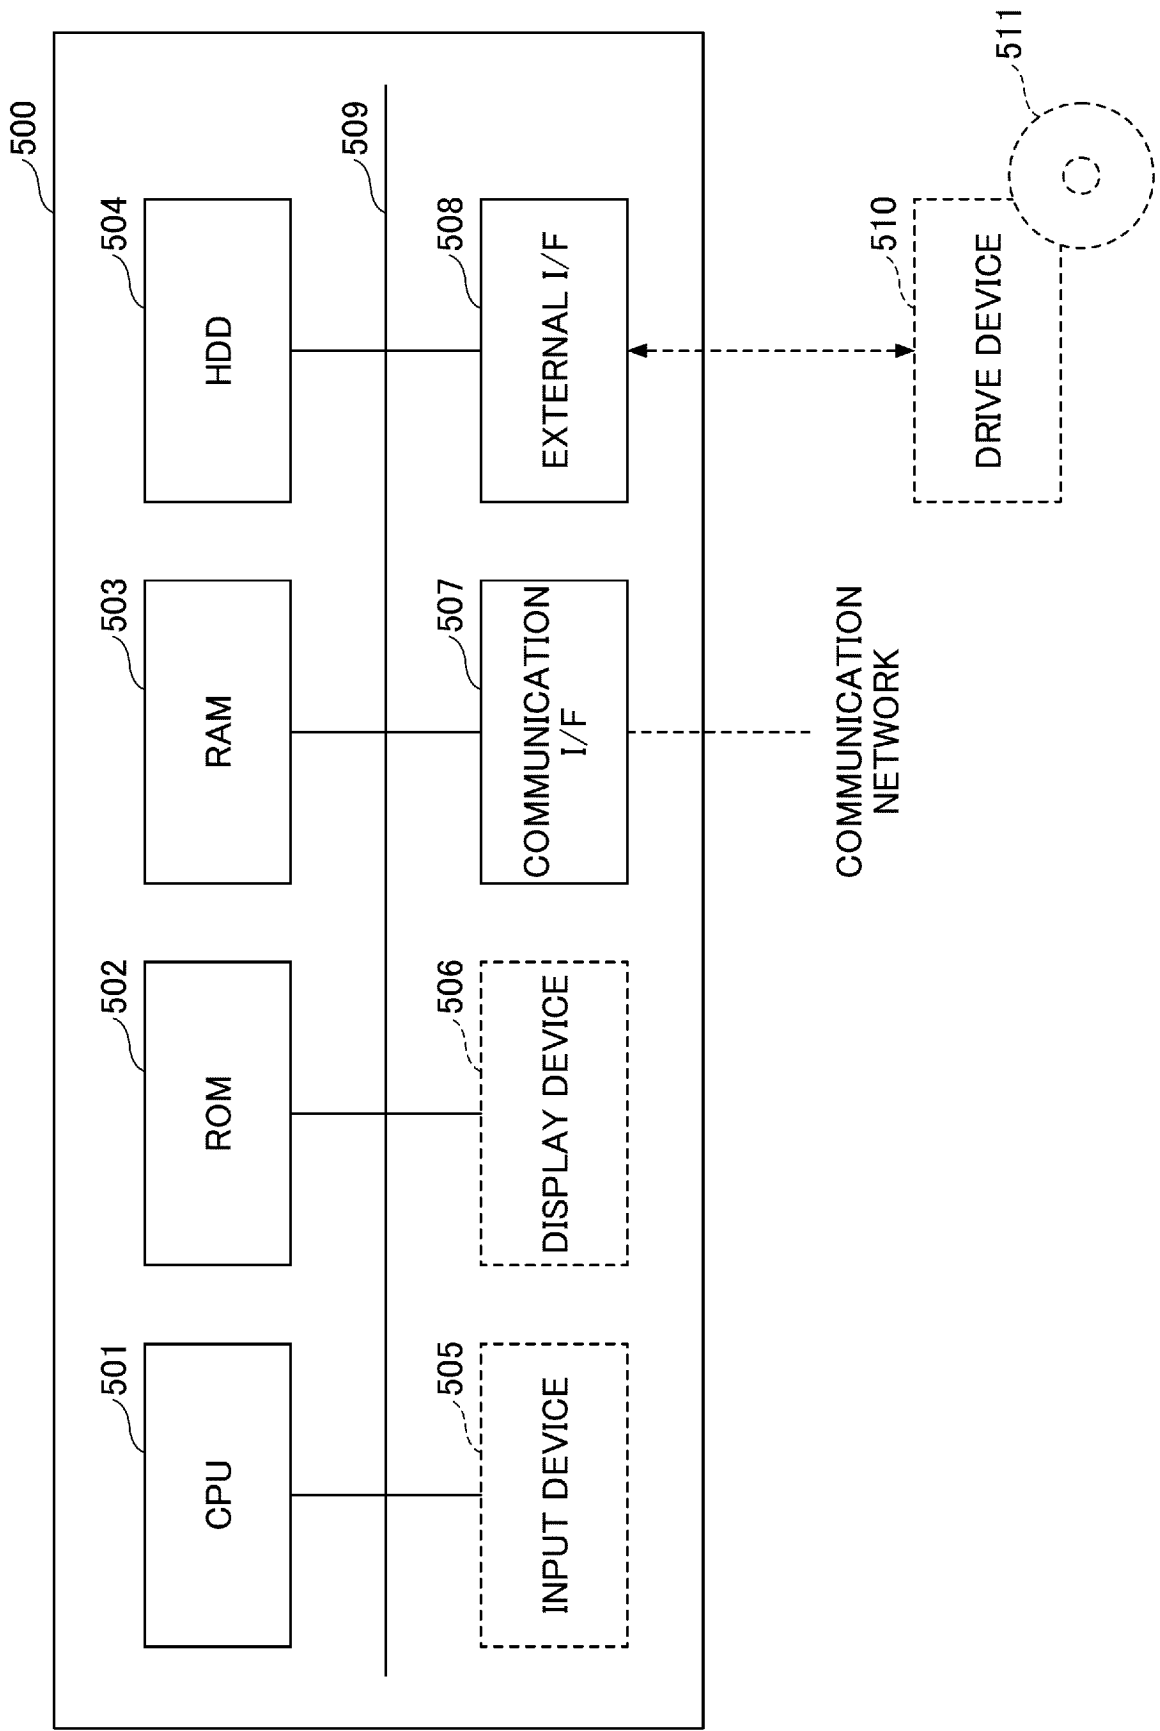 500
501
CPU
502
ROM
503
RAM
504
HDD
509
505
INPUT DEVICE
506
DISPLAY DEVICE
507
COMMUNICATION
I/F
508
EXTERNAL I/F
COMMUNICATION
NETWORK
510
DRIVE DEVICE
511